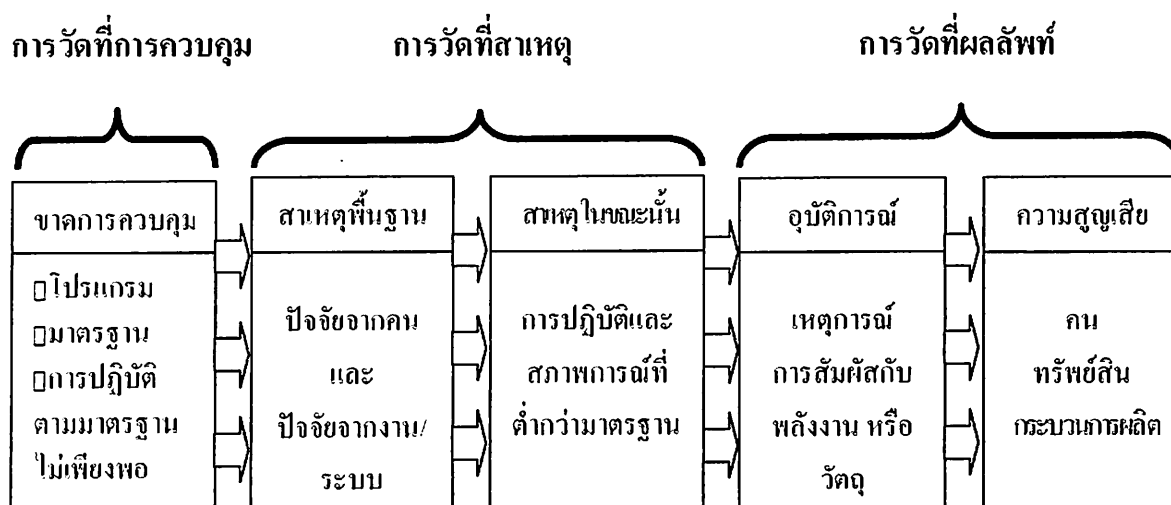 การวัดที่การควบคุม
การวัดที่สาเหตุ
การวัดที่ผลลัพท์
ขาดการควบคุม
โปรแกรม
มาตรฐาน
การปฏิบัติ
ตามมาตรฐาน
ไม่เพียงพอ
สาเหตุพื้นฐาน
ปัจจัยจากคน
และ
ปัจจัยจากงาน/
ระบบ
สาเหตุในขณะนั้น
การปฏิบัติและ
สภาพการณ์ที่
ต่ำกว่ามาตรฐาน
อุบัติการณ์
เหตุการณ์
การสัมผัสกับ
พลังงาน หรือ
วัตถุ
ความสูญเสีย
คน
ทรัพย์สิน
กระบวนการผลิต